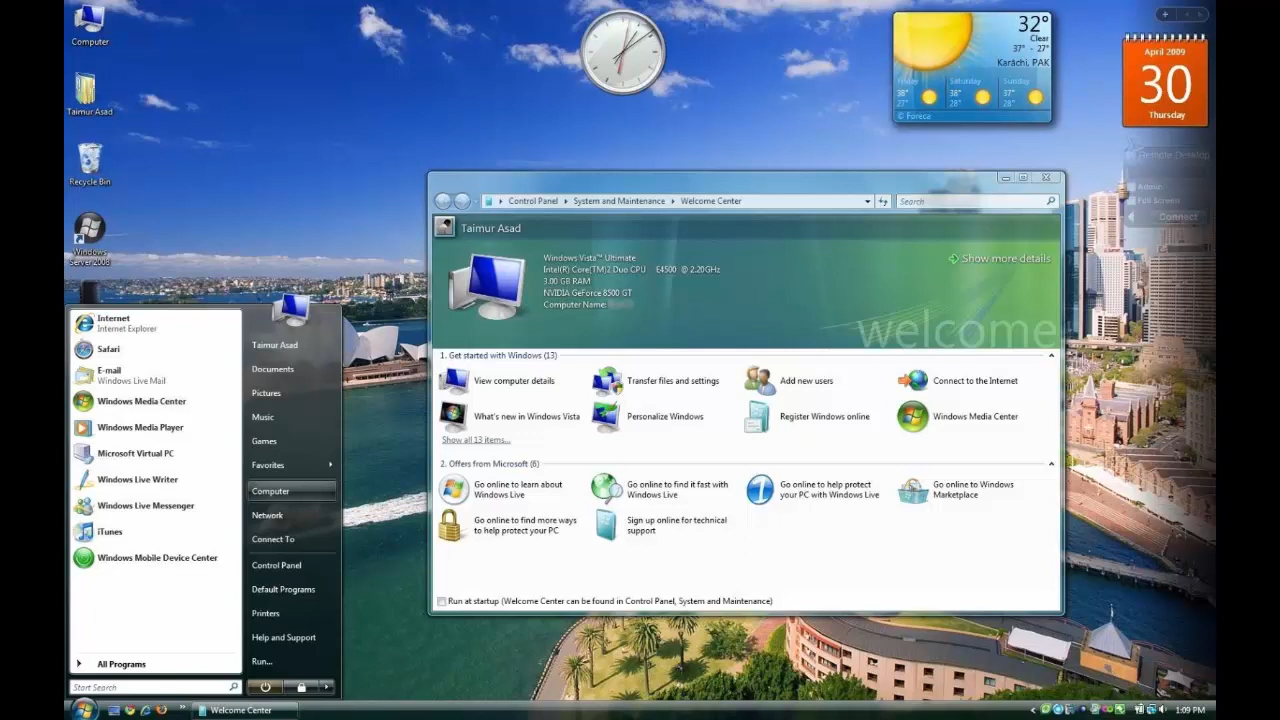 Computer
Taimur Asad
Recycle Bin
Windows
Server 2008
32°
Clear
37° - 27°
Karachi, PAK
Friday
38°
27°
Saturday
38°
28°
Sunday
37°
28°
© Foreca
April 2009
30
Thursday
Remote Desktop
Admin
Full Screen
Connect
Control Panel
System and Maintenance
Welcome Center
Search
Taimur Asad
Windows Vista™ Ultimate
Intel(R) Core(TM)2 Duo CPU E4500 @ 2.20GHz
3.00 GB RAM
NVIDIA GeForce 8500 GT
Computer Name:
Show more details
welcome
1. Get started with Windows (13)
View computer details
Transfer files and settings
Add new users
Connect to the Internet
What's new in Windows Vista
Personalize Windows
Register Windows online
Windows Media Center
Show all 13 items...
2. Offers from Microsoft (6)
Go online to learn about
Windows Live
Go online to find it fast with
Windows Live
Go online to help protect
your PC with Windows Live
Go online to Windows
Marketplace
Go online to find more ways
to help protect your PC
Sign up online for technical
support
Run at startup (Welcome Center can be found in Control Panel, System and Maintenance)
Internet
Internet Explorer
Safari
E-mail
Windows Live Mail
Windows Media Center
Windows Media Player
Microsoft Virtual PC
Windows Live Writer
Windows Live Messenger
iTunes
Windows Mobile Device Center
All Programs
Start Search
Taimur Asad
Documents
Pictures
Music
Games
Favorites
Computer
Network
Connect To
Control Panel
Default Programs
Printers
Help and Support
Run...
Welcome Center
1:09 PM